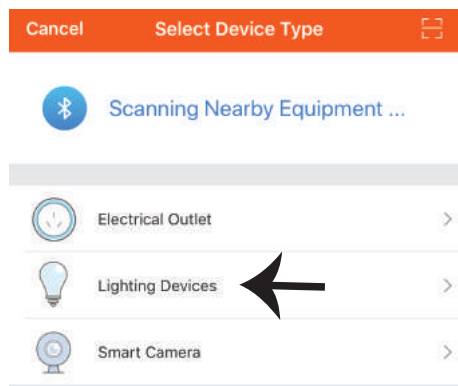 Cancel Select Device Type
Scanning Nearby Equipment ...
Electrical Outlet
Lighting Devices
Smart Camera